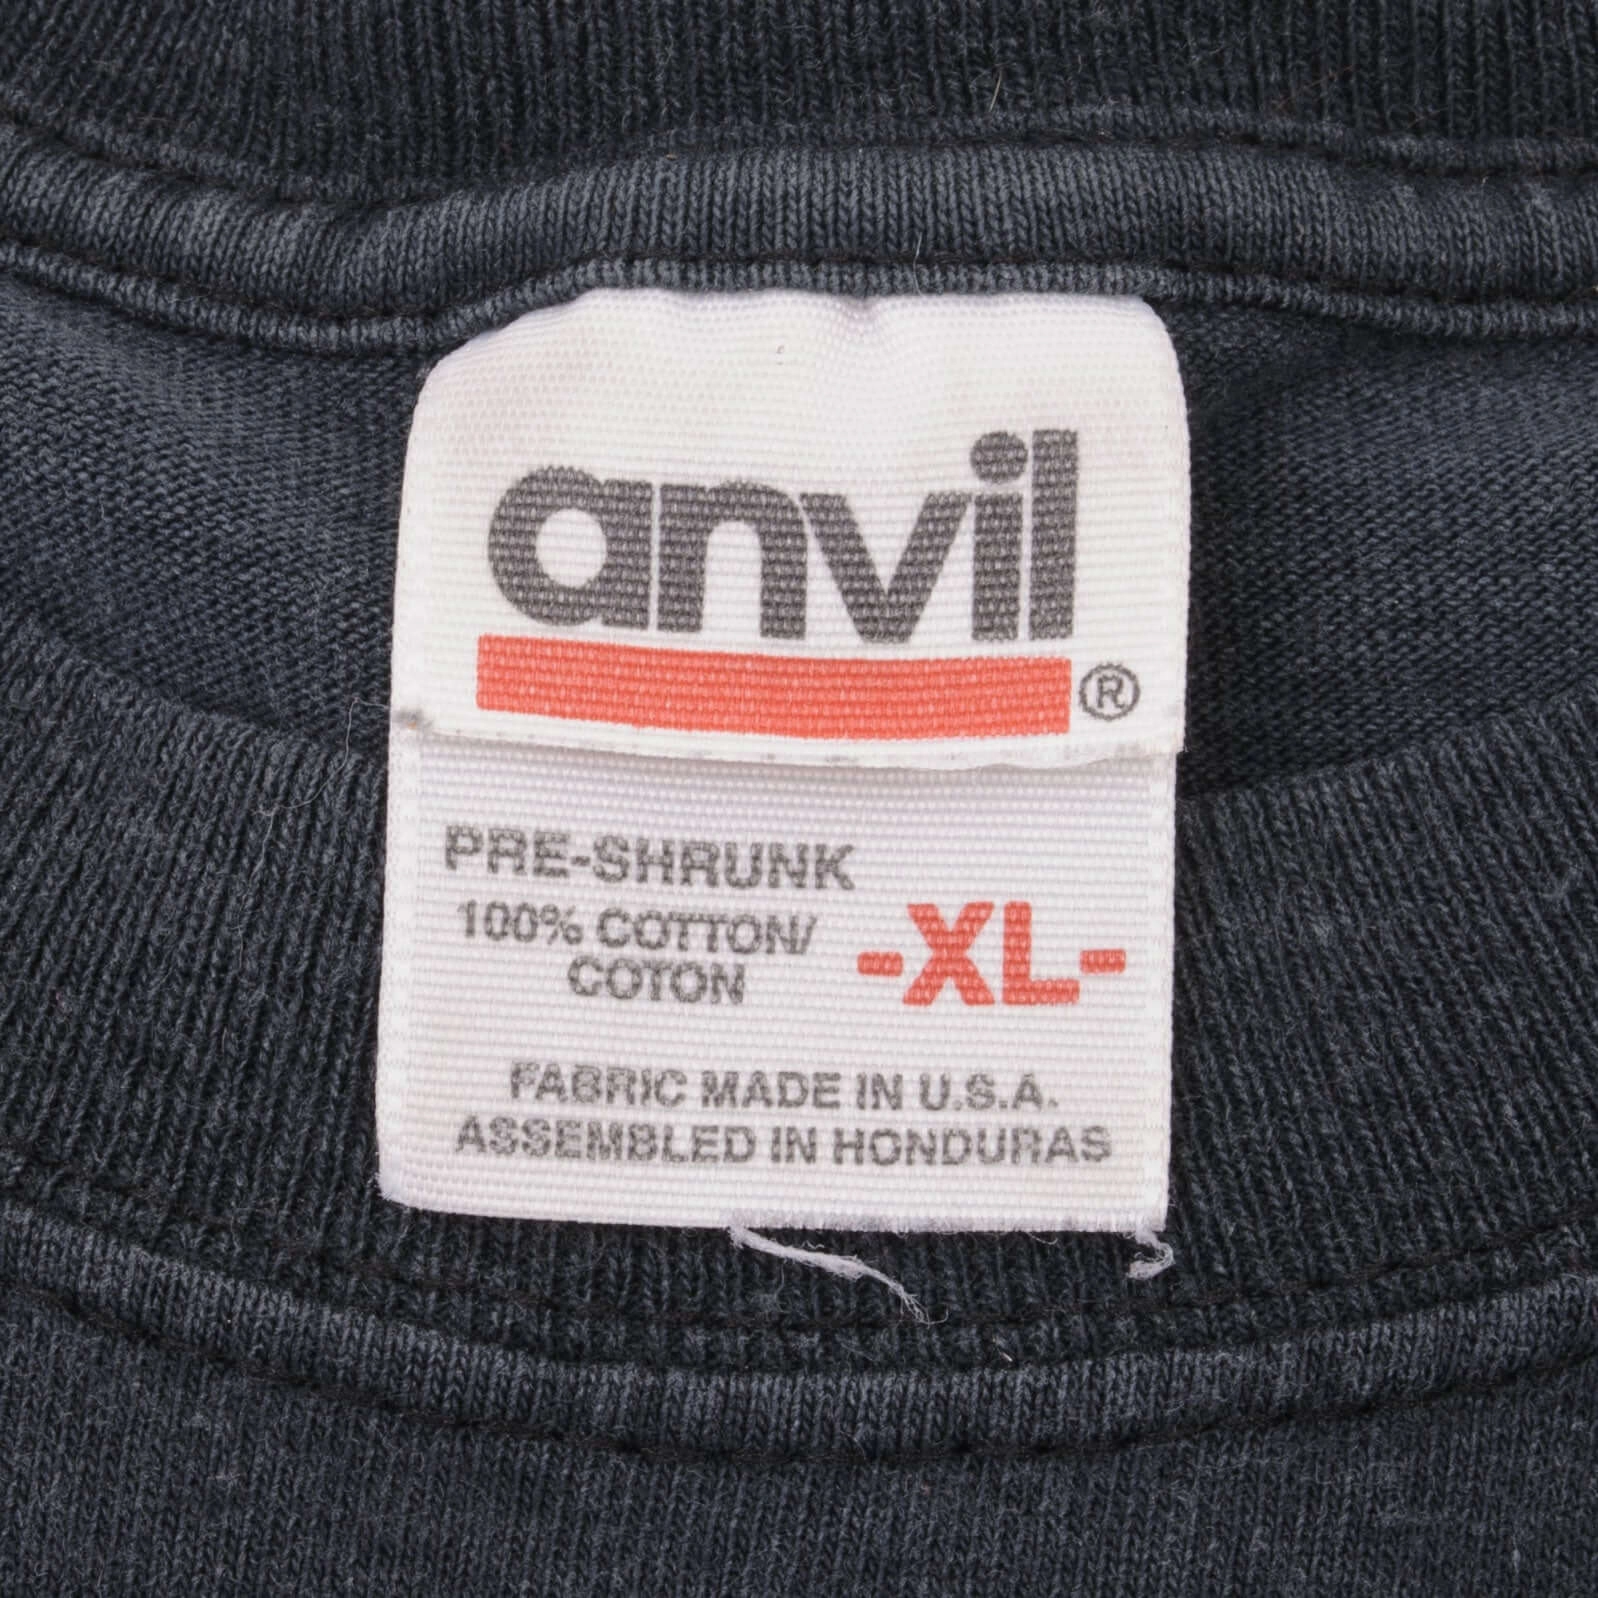 anvil
®
PRE-SHRUNK
100% COTTON/
COTON
-XL-
FABRIC MADE IN U.S.A.
ASSEMBLED IN HONDURAS